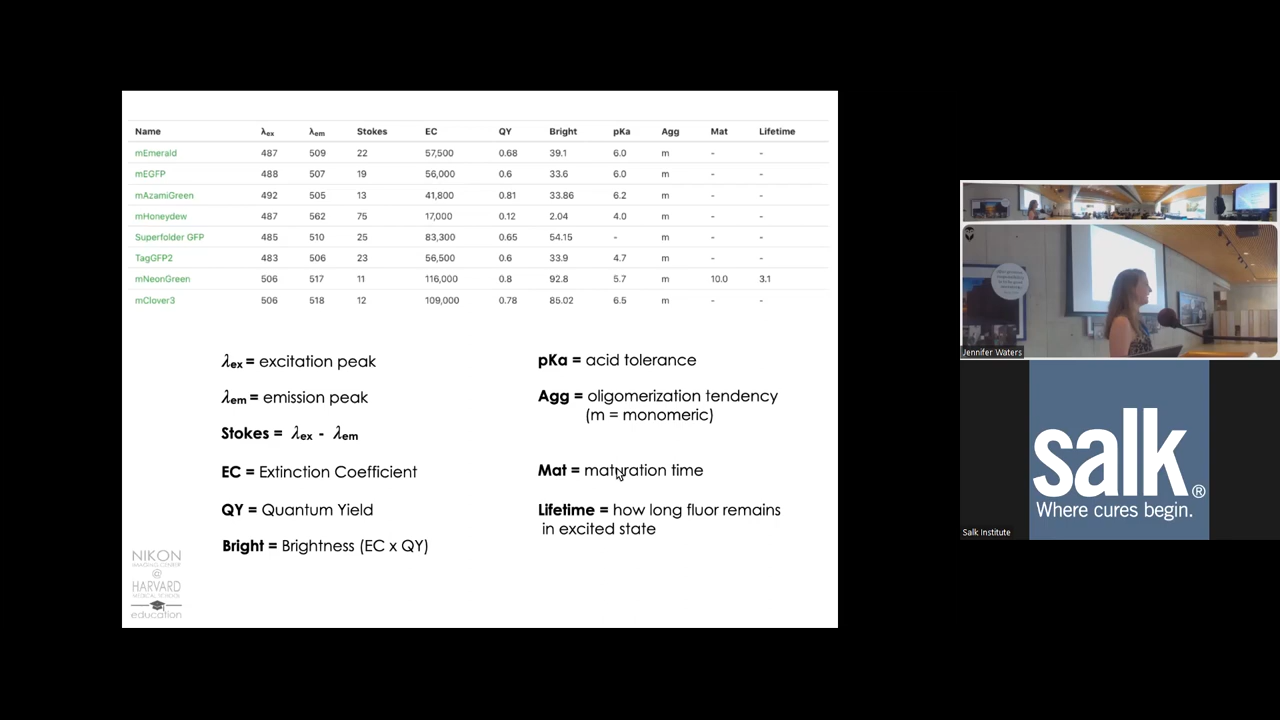 Name λex λem Stokes EC QY Bright pKa Agg Mat Lifetime
mEmerald 487 509 22 57,500 0.68 39.1 6.0 m - -
mEGFP 488 507 19 56,000 0.6 33.6 6.0 m - -
mAzamiGreen 492 505 13 41,800 0.81 33.86 6.2 m - -
mHoneydew 487 562 75 17,000 0.12 2.04 4.0 m - -
Superfolder GFP 485 510 25 83,300 0.65 54.15 - m - -
TagGFP2 483 506 23 56,500 0.6 33.9 4.7 m - -
mNeonGreen 506 517 11 116,000 0.8 92.8 5.7 m 10.0 3.1
mClover3 506 518 12 109,000 0.78 85.02 6.5 m - -
λex = excitation peak
λem = emission peak
Stokes = λex - λem
EC = Extinction Coefficient
QY = Quantum Yield
Bright = Brightness (EC x QY)
pKa = acid tolerance
Agg = oligomerization tendency
(m = monomeric)
Mat = maturation time
Lifetime = how long fluor remains
in excited state
NIKON
IMAGING CENTER
@
HARVARD
MEDICAL SCHOOL
education
Jennifer Waters
salk®
Where cures begin.
Salk Institute